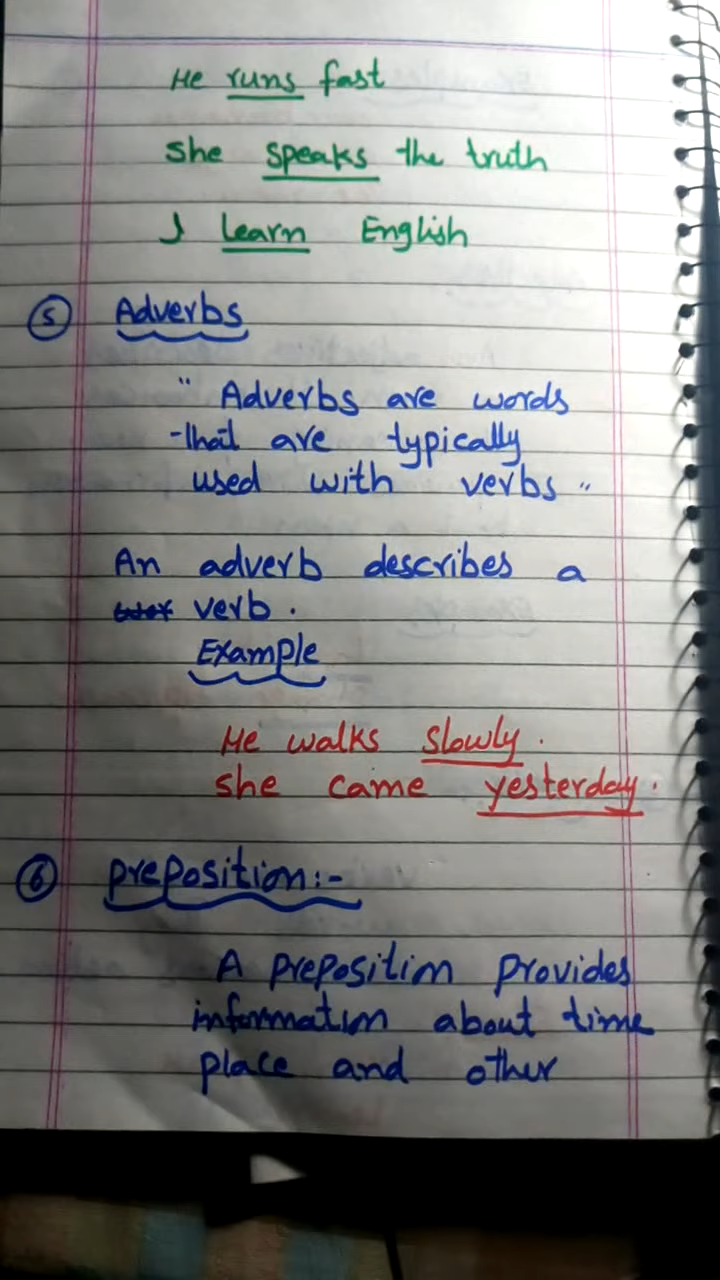 He runs fast
She speaks the truth
I learn English
5 Adverbs
" Adverbs are words
that are typically
used with verbs "
An adverb describes a
verb.
Example
He walks slowly.
She came yesterday.
6 preposition:-
A preposition provides
information about time
place and other